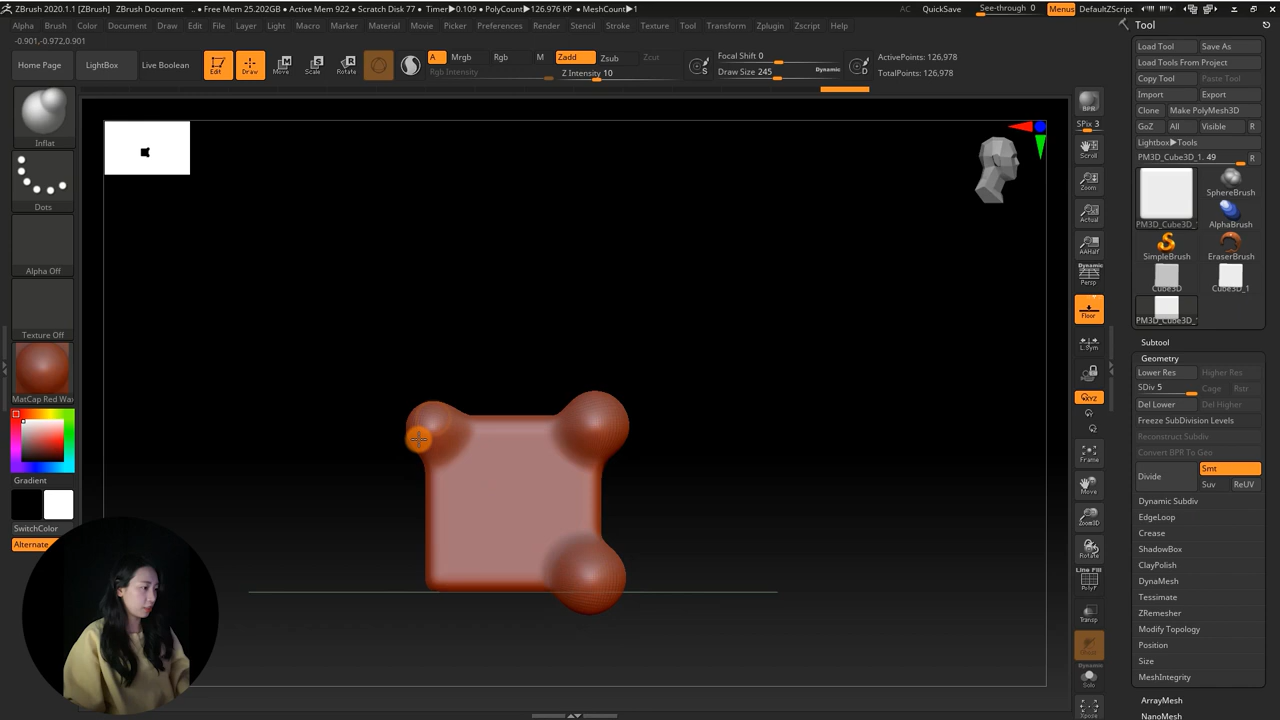 ZBrush 2020.1.1 [ZBrush] ZBrush Document .. • Free Mem 25.202GB • Active Mem 922 • Scratch Disk 77 • Timer▶0.109 • PolyCount▶126.976 KP • MeshCount▶1
AC QuickSave See-through 0 Menus DefaultZScript
Alpha Brush Color Document Draw Edit File Layer Light Macro Marker Material Movie Picker Preferences Render Stencil Stroke Texture Tool Transform Zplugin Zscript Help
-0.901,-0.972,0.901
Home Page
LightBox
Live Boolean
Edit
Draw
Move
Scale
Rotate
A
Mrgb
Rgb
M
Rgb Intensity
Zadd
Zsub
Zcut
Z Intensity 10
S
Focal Shift 0
Draw Size 245
Dynamic
D
ActivePoints: 126,978
TotalPoints: 126,978
Inflat
Dots
Alpha Off
Texture Off
MatCap Red Wa
Gradient
SwitchColor
Alternate
BPR
SPix 3
Scroll
Zoom
Actual
AAHalf
Dynamic
Persp
Floor
L.Sym
XYZ
Frame
Move
Zoom3D
Rotate
Line Fill
PolyF
Transp
Ghost
Dynamic
Solo
Xpose
Tool
Load Tool Save As
Load Tools From Project
Copy Tool Paste Tool
Import Export
Clone Make PolyMesh3D
GoZ All Visible R
Lightbox▶Tools
PM3D_Cube3D_1. 49 R
SphereBrush
PM3D_Cube3D_ AlphaBrush
SimpleBrush EraserBrush
Cube3D Cube3D_1
PM3D_Cube3D_
Subtool
Geometry
Lower Res Higher Res
SDiv 5 Cage Rstr
Del Lower Del Higher
Freeze SubDivision Levels
Reconstruct Subdiv
Convert BPR To Geo
Divide
Smt
Suv ReUV
Dynamic Subdiv
EdgeLoop
Crease
ShadowBox
ClayPolish
DynaMesh
Tessimate
ZRemesher
Modify Topology
Position
Size
MeshIntegrity
ArrayMesh
NanoMesh